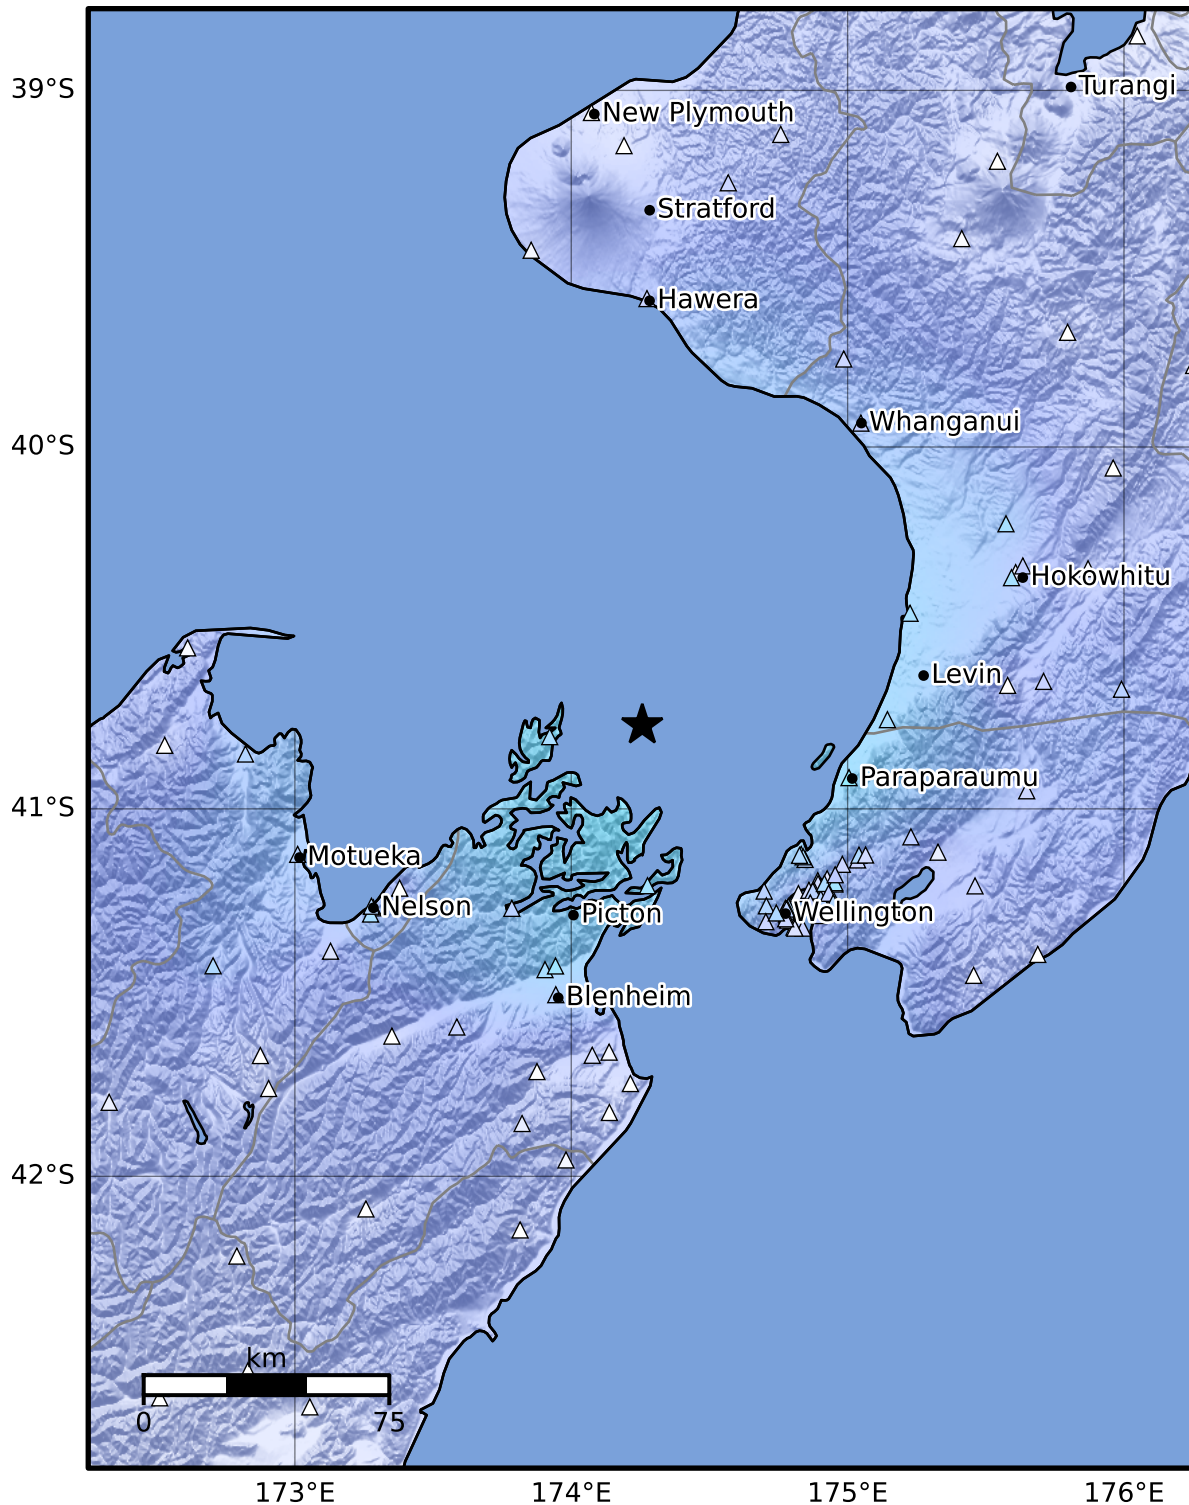 39°S
Turangi
New Plymouth
Stratford
Hawera
Whanganui
40°S
Hokowhitu
Levin
Paraparaumu
41°S
Motueka
Nelson
Picton
Wellington
Blenheim
42°S
km
0
75
173°E
174°E
175°E
176°E